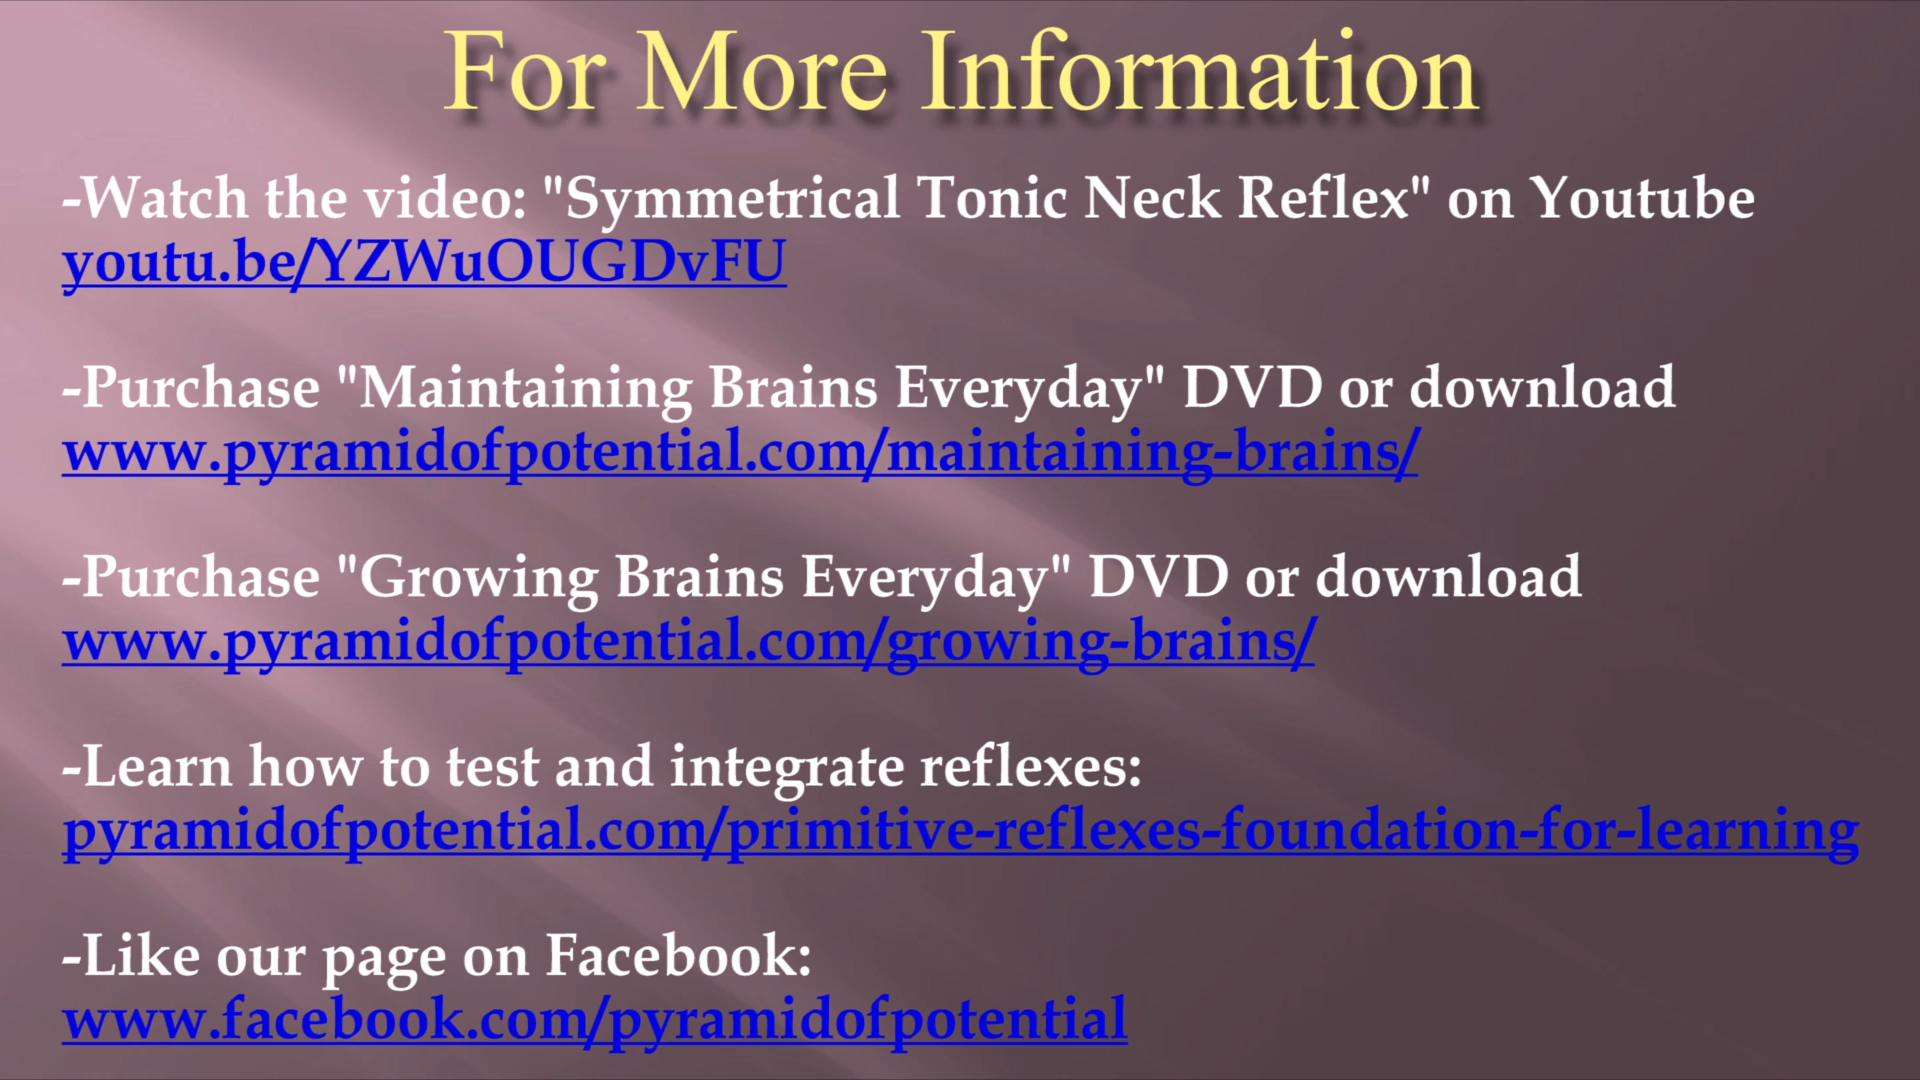 For More Information
-Watch the video: "Symmetrical Tonic Neck Reflex" on Youtube
youtu.be/YZWuOUGDvFU
-Purchase "Maintaining Brains Everyday" DVD or download
www.pyramidofpotential.com/maintaining-brains/
-Purchase "Growing Brains Everyday" DVD or download
www.pyramidofpotential.com/growing-brains/
-Learn how to test and integrate reflexes:
pyramidofpotential.com/primitive-reflexes-foundation-for-learning
-Like our page on Facebook:
www.facebook.com/pyramidofpotential